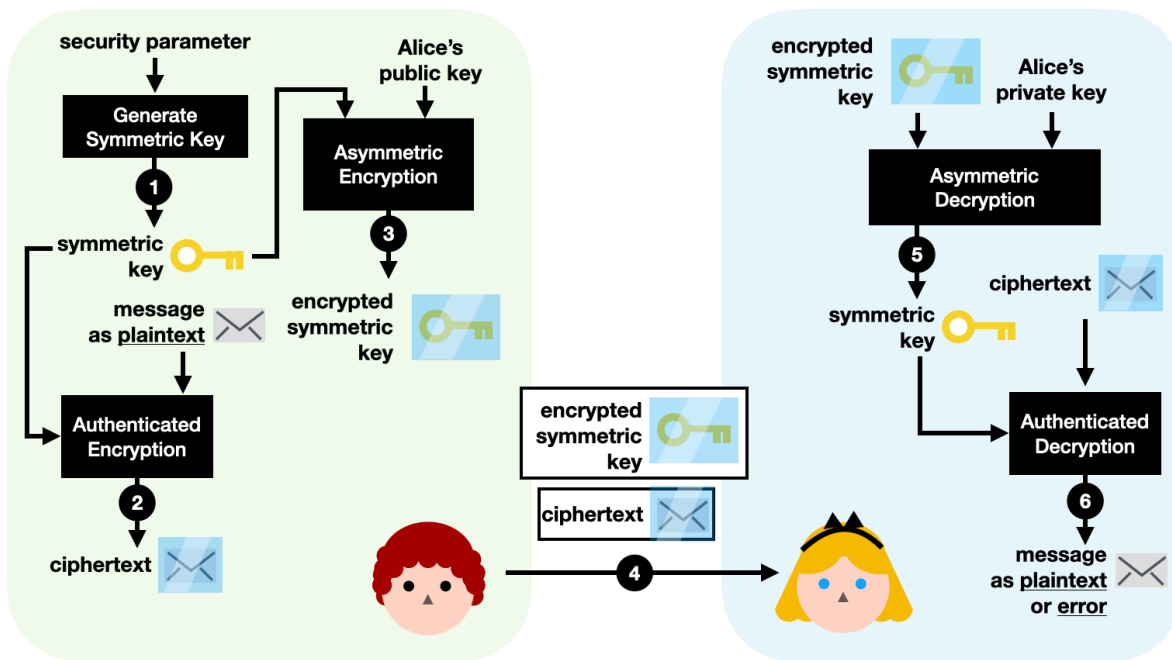 security parameter
Generate
Symmetric Key
1
symmetric
key
message
as plaintext
Authenticated
Encryption
2
ciphertext
Alice's
public key
Asymmetric
Encryption
3
encrypted
symmetric
key
encrypted
symmetric
key
ciphertext
4
encrypted
symmetric
key
Alice's
private key
Asymmetric
Decryption
5
symmetric
key
ciphertext
Authenticated
Decryption
6
message
as plaintext
or error